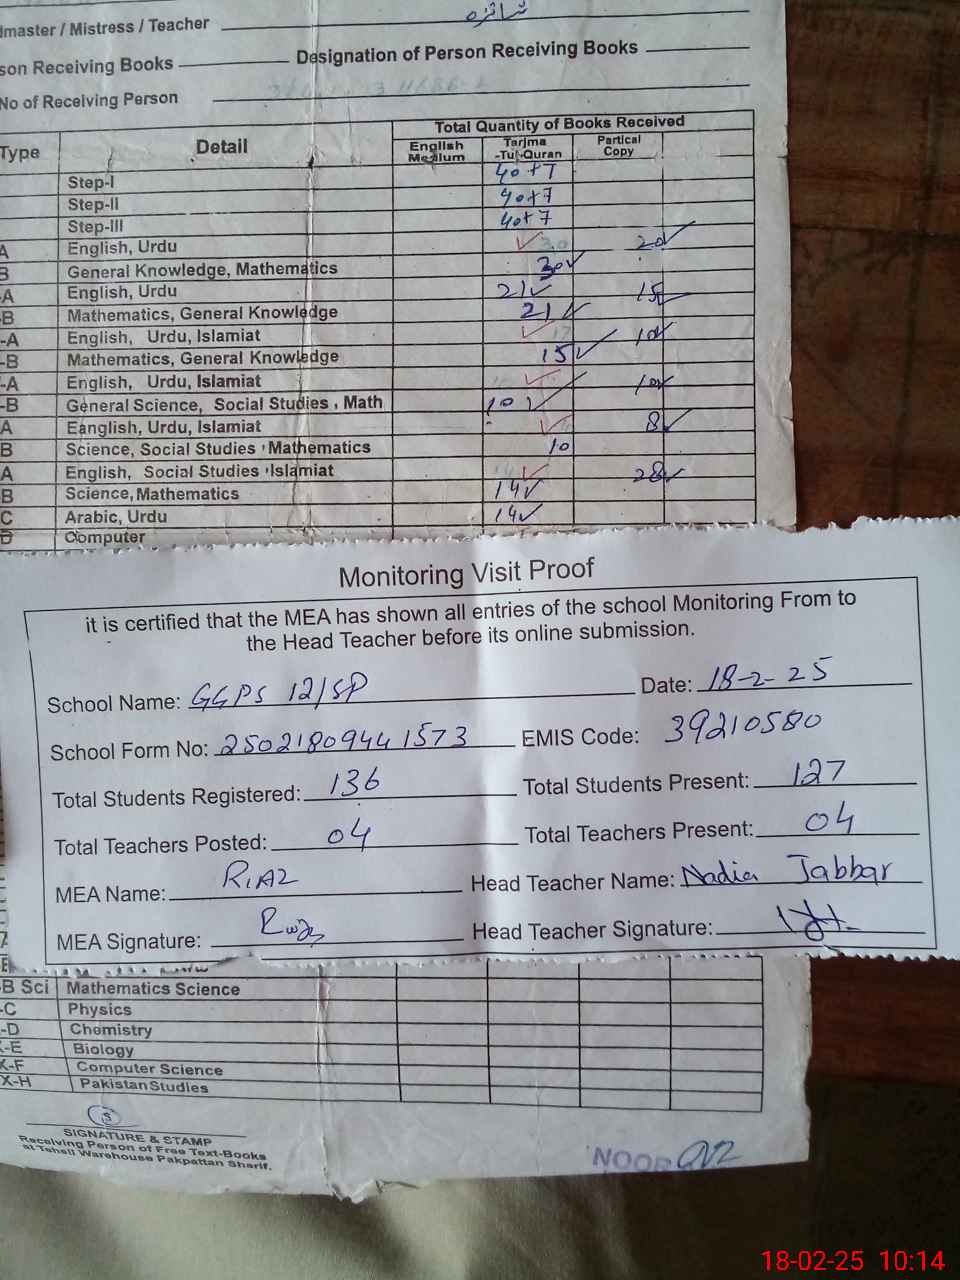 dmaster / Mistress / Teacher
son Receiving Books Designation of Person Receiving Books
No of Receiving Person
Type Detail Total Quantity of Books Received
English Medium Tarjma -Tul-Quran Partical Copy
Step-I 40+7
Step-II 40+7
Step-III 40+7
A English, Urdu 30 20
B General Knowledge, Mathematics 30
-A English, Urdu 21 15
-B Mathematics, General Knowledge 21
-A English, Urdu, Islamiat 10
-B Mathematics, General Knowledge 15
-A English, Urdu, Islamiat 10
-B General Science, Social Studies, Math 10
A Eanglish, Urdu, Islamiat 8
B Science, Social Studies, Mathematics 10
A English, Social Studies, Islamiat 28
B Science, Mathematics 14
C Arabic, Urdu 14
D Computer
Monitoring Visit Proof
it is certified that the MEA has shown all entries of the school Monitoring From to
the Head Teacher before its online submission.
School Name: GGPS 12/SP Date: 18-2-25
School Form No: 25021809441573 EMIS Code: 39210580
Total Students Registered: 136 Total Students Present: 127
Total Teachers Posted: 04 Total Teachers Present: 04
MEA Name: RIAZ Head Teacher Name: Nadia Jabbar
MEA Signature: Head Teacher Signature:
-B Sci Mathematics Science
-C Physics
-D Chemistry
X-E Biology
X-F Computer Science
X-H Pakistan Studies
SIGNATURE & STAMP
Receiving Person of Free Text-Books
at Tehsil Warehouse Pakpattan Sharif.
NOOR
18-02-25 10:14